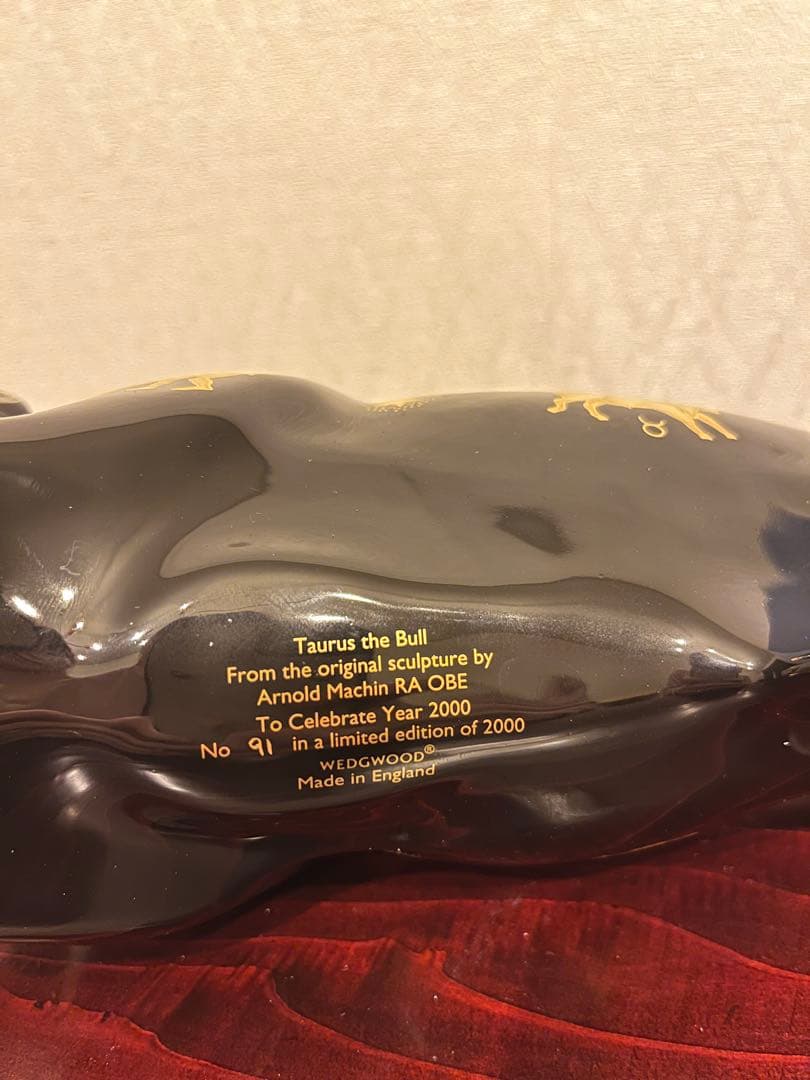 Taurus the Bull
From the original sculpture by
Arnold Machin RA OBE
To Celebrate Year 2000
No 91 in a limited edition of 2000
WEDGWOOD®
Made in England